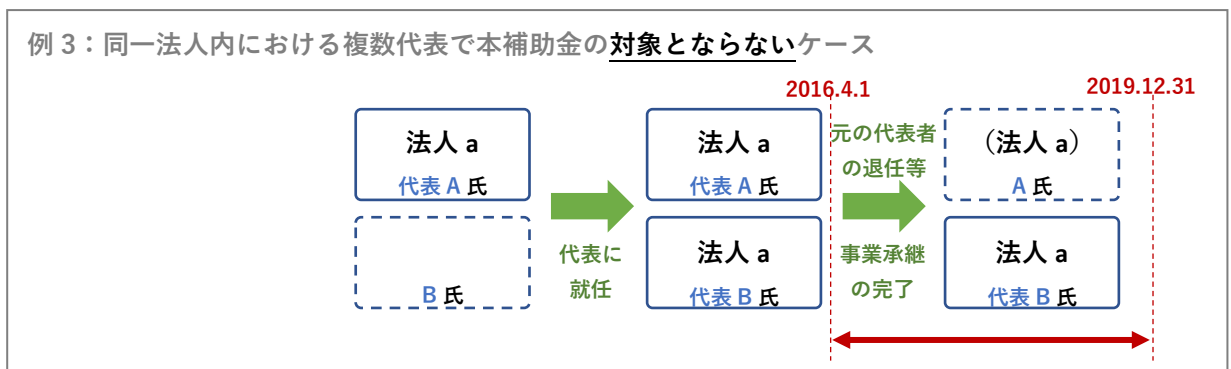 例 3：同一法人内における複数代表で本補助金の対象とならないケース
2016.4.1
2019.12.31
法人 a
代表 A 氏
B 氏
代表に
就任
法人 a
代表 A 氏
法人 a
代表 B 氏
元の代表者
の退任等
事業承継
の完了
（法人 a）
A 氏
法人 a
代表 B 氏